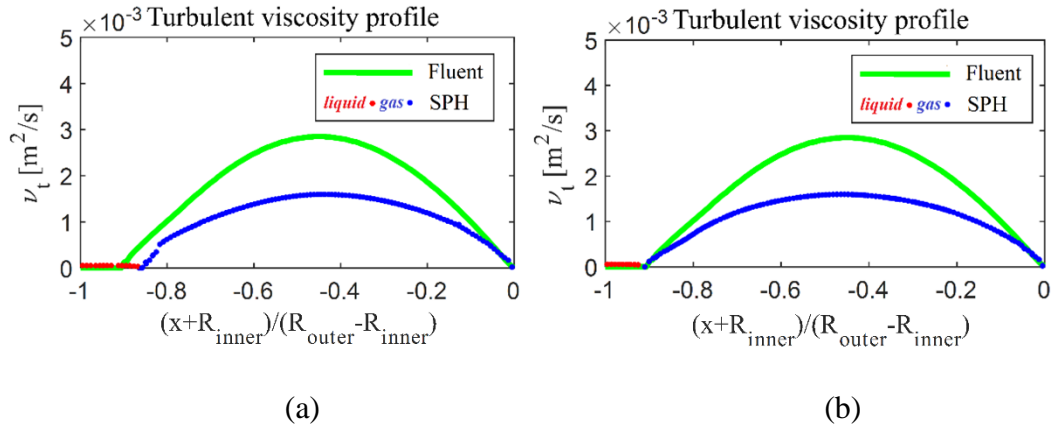 ×10⁻³ Turbulent viscosity profile
5
4
3
2
1
0
ν_t [m²/s]
Fluent
liquid • gas • SPH
-1 -0.8 -0.6 -0.4 -0.2 0
(x+R_inner)/(R_outer-R_inner)
(a)
×10⁻³ Turbulent viscosity profile
5
4
3
2
1
0
ν_t [m²/s]
Fluent
liquid • gas • SPH
-1 -0.8 -0.6 -0.4 -0.2 0
(x+R_inner)/(R_outer-R_inner)
(b)